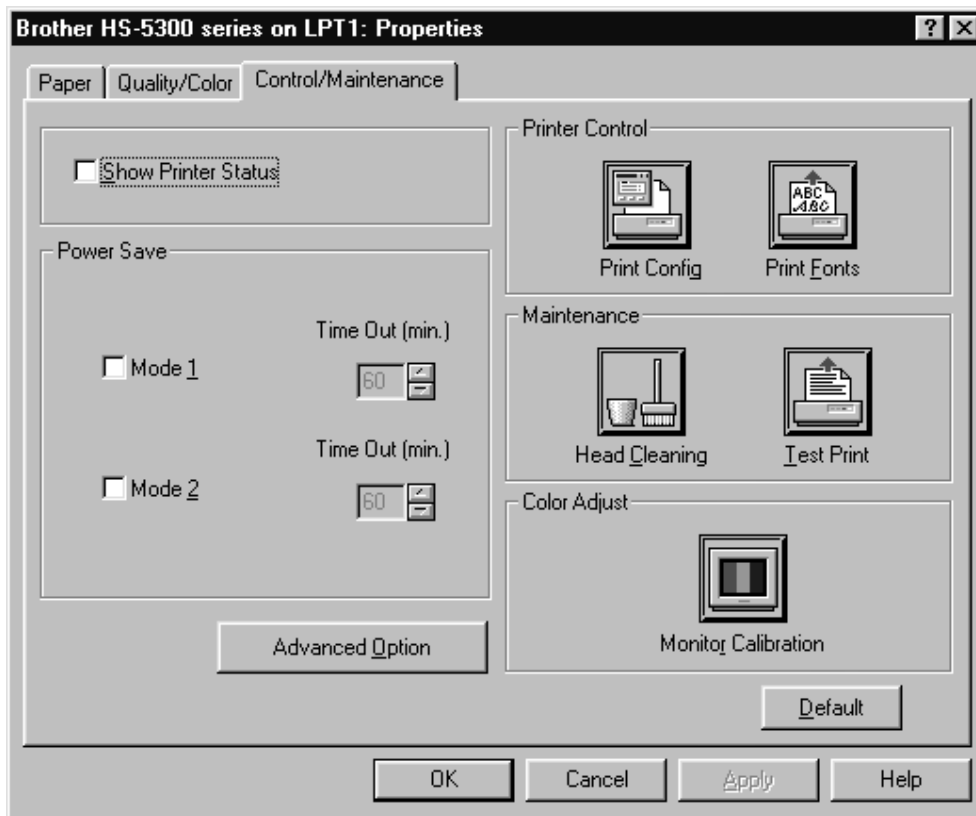 Brother HS-5300 series on LPT1: Properties
Paper
Quality/Color
Control/Maintenance
Show Printer Status
Power Save
Time Out (min.)
Mode 1
60
Time Out (min.)
Mode 2
60
Advanced Option
Printer Control
ABC
ABC
Print Config
Print Fonts
Maintenance
Head Cleaning
Test Print
Color Adjust
Monitor Calibration
Default
OK
Cancel
Apply
Help